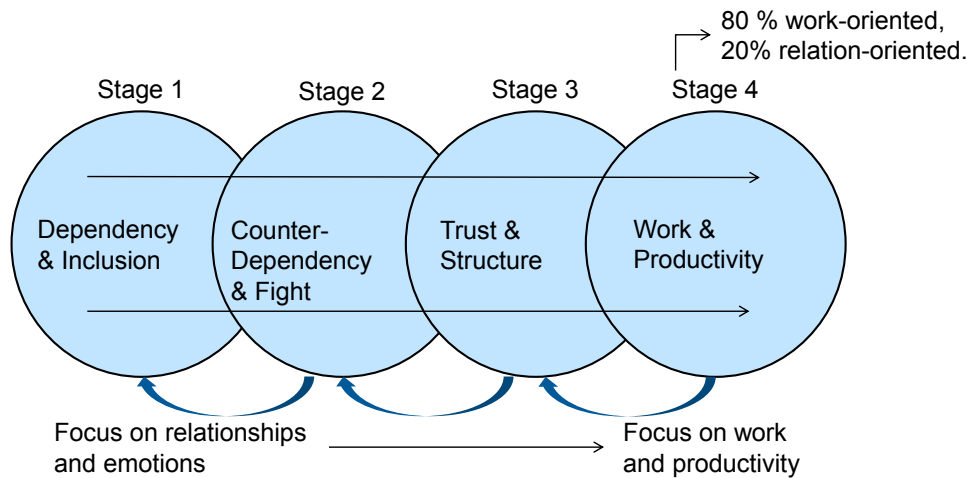 80 % work-oriented,
20% relation-oriented.
Stage 1
Stage 2
Stage 3
Stage 4
Dependency
& Inclusion
Counter-
Dependency
& Fight
Trust &
Structure
Work &
Productivity
Focus on relationships
and emotions
Focus on work
and productivity